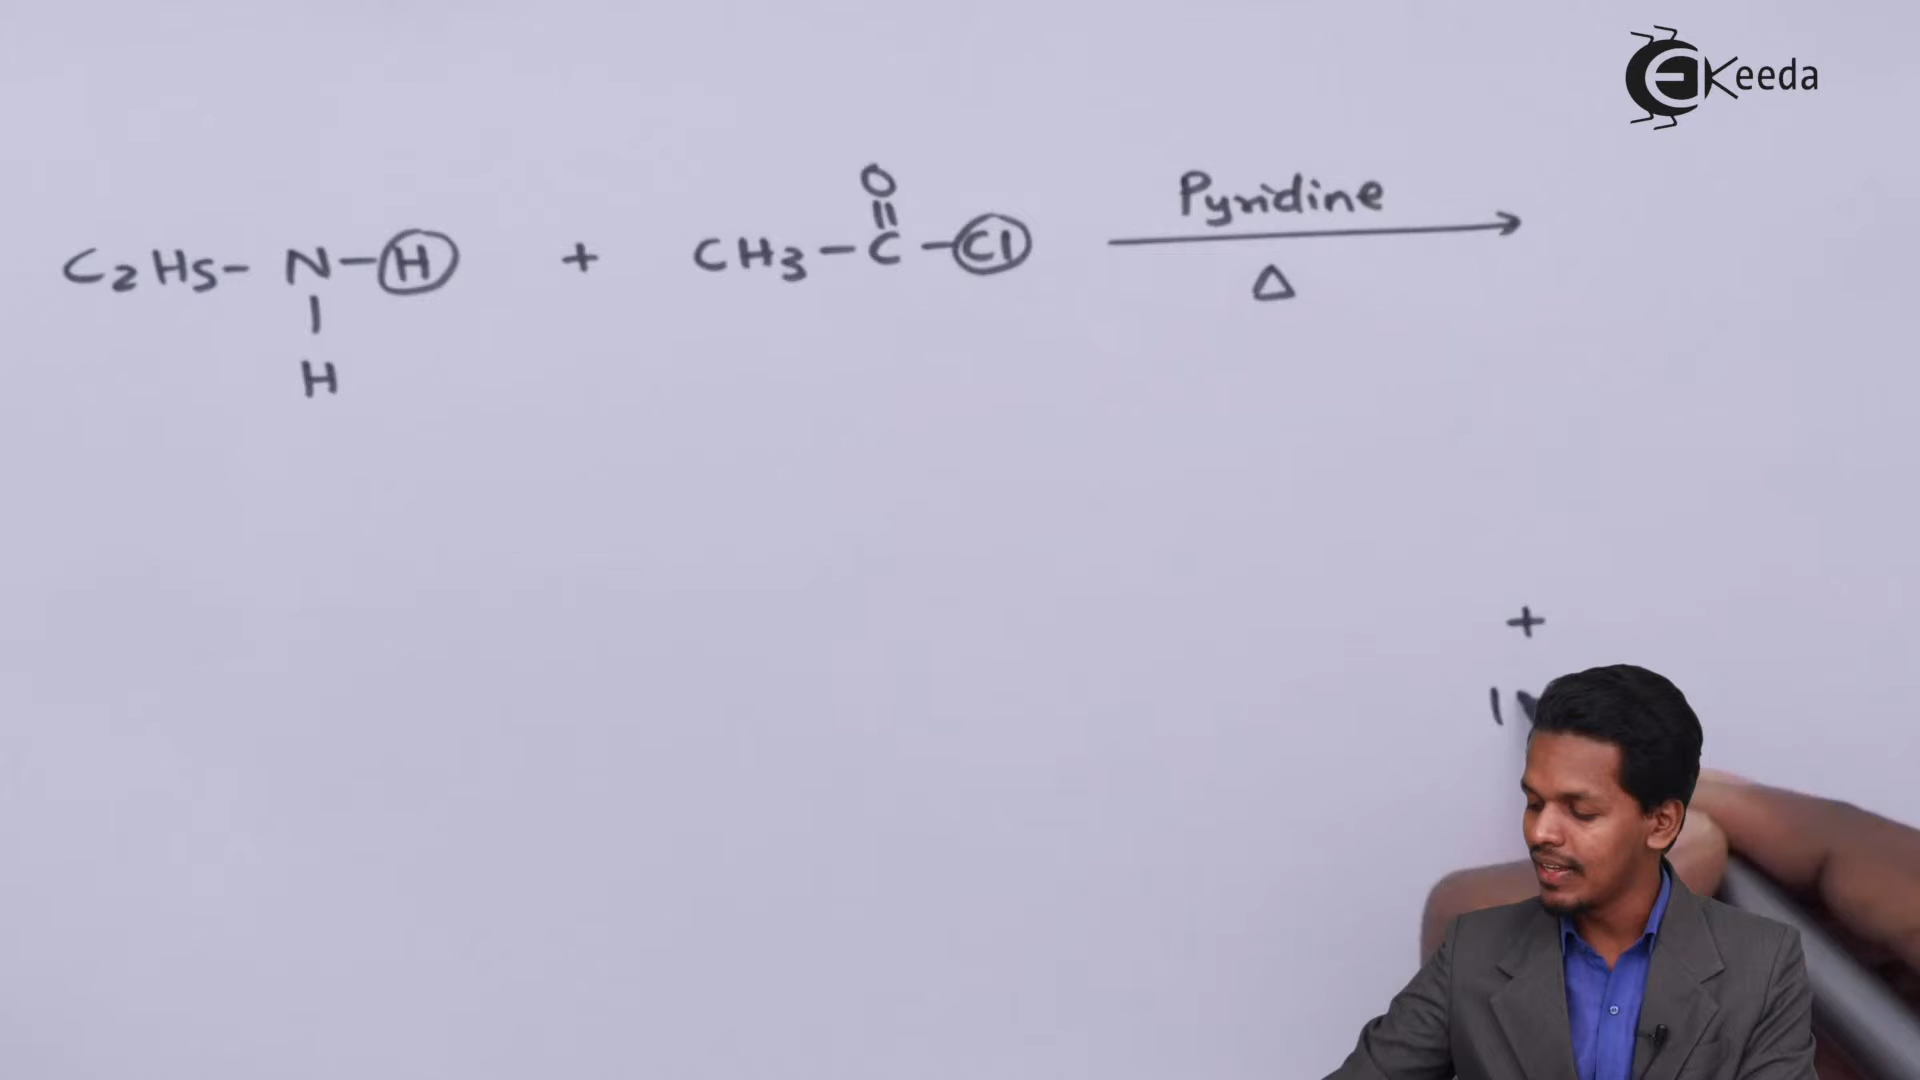 Keeda
O
||
C2H5- N-H + CH3-C-Cl Pyridine
| Δ
H
+